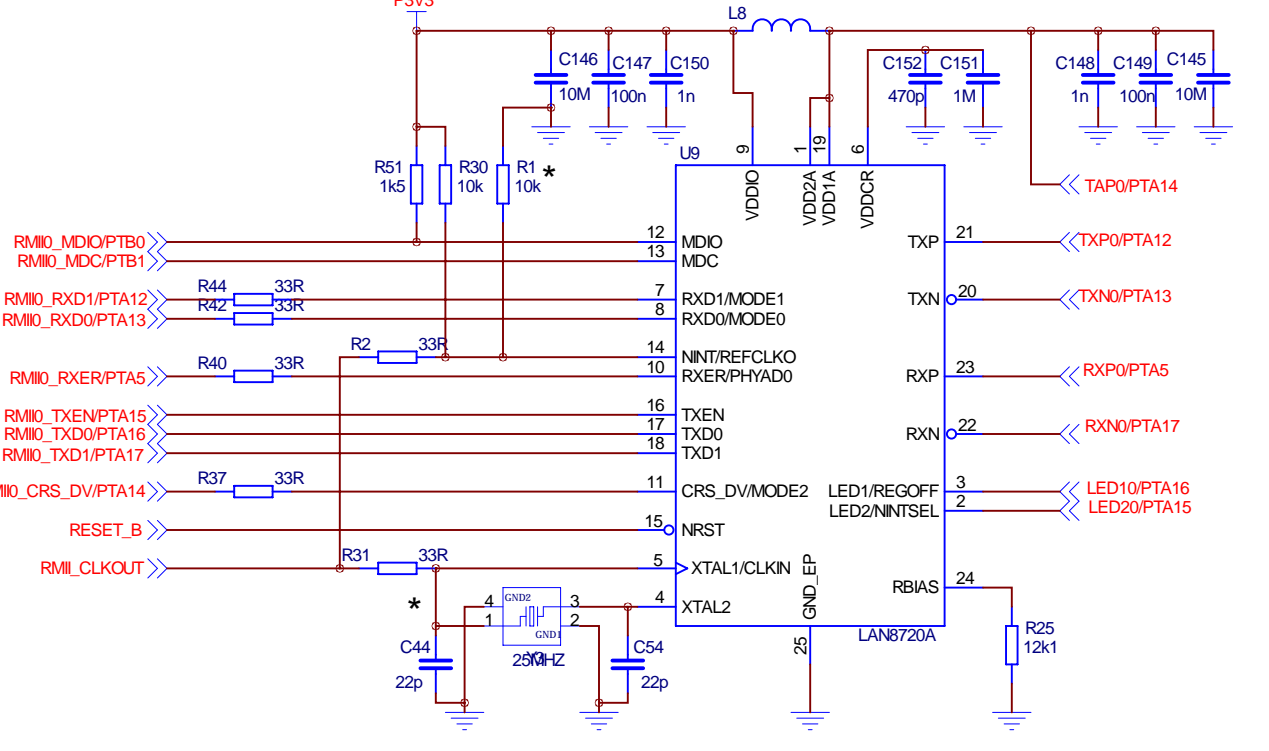 P3V3
L8
C146 C147 C150
10M 100n 1n
C152 C151
470p 1M
C148 C149 C145
1n 100n 10M
9 1 19 6
U9
R51 R30 R1 *
1k5 10k 10k
VDDIO VDD2A VDD1A VDDCR
TAP0/PTA14
RMII0_MDIO/PTB0 12 MDIO TXP 21 TXP0/PTA12
RMII0_MDC/PTB1 13 MDC
R44 33R
RMII0_RXD1/PTA12 7 RXD1/MODE1 TXN 20 TXN0/PTA13
R42 33R
RMII0_RXD0/PTA13 8 RXD0/MODE0
R2 33R 14 NINT/REFCLKO
R40 33R
RMII0_RXER/PTA5 10 RXER/PHYAD0 RXP 23 RXP0/PTA5
RMII0_TXEN/PTA15 16 TXEN
RMII0_TXD0/PTA16 17 TXD0 RXN 22 RXN0/PTA17
RMII0_TXD1/PTA17 18 TXD1
R37 33R
MII0_CRS_DV/PTA14 11 CRS_DV/MODE2 LED1/REGOFF 3 LED10/PTA16
LED2/NINTSEL 2 LED20/PTA15
RESET_B 15 NRST
R31 33R
RMII_CLKOUT 5 XTAL1/CLKIN
GND_EP
RBIAS 24
* 4 GND2 3 4 XTAL2
1 GND1 2
25
LAN8720A
R25
12k1
C44 C54
25MHZ
Y3
22p 22p